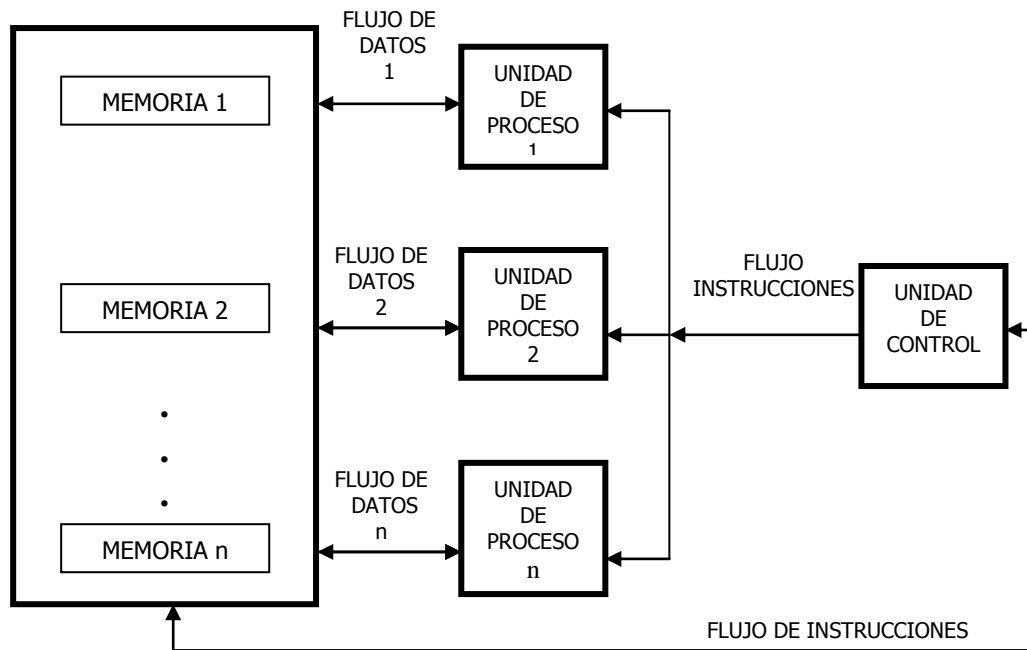 FLUJO DE
DATOS
1
UNIDAD
DE
PROCESO
1
MEMORIA 1
FLUJO DE
DATOS
2
UNIDAD
DE
PROCESO
2
MEMORIA 2
FLUJO
INSTRUCCIONES
UNIDAD
DE
CONTROL
.
.
.
FLUJO DE
DATOS
n
UNIDAD
DE
PROCESO
n
MEMORIA n
FLUJO DE INSTRUCCIONES